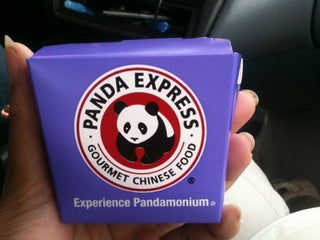 PANDA EXPRESS
GOURMET CHINESE FOOD
®
Experience Pandamonium®